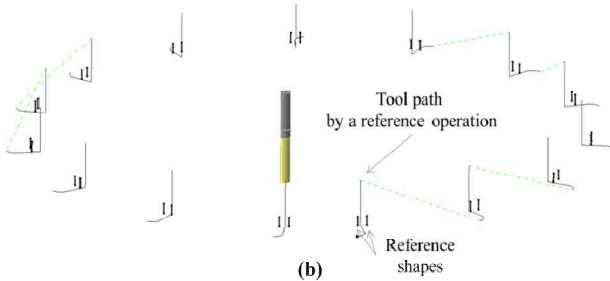 Tool path
by a reference operation
Reference
shapes
(b)